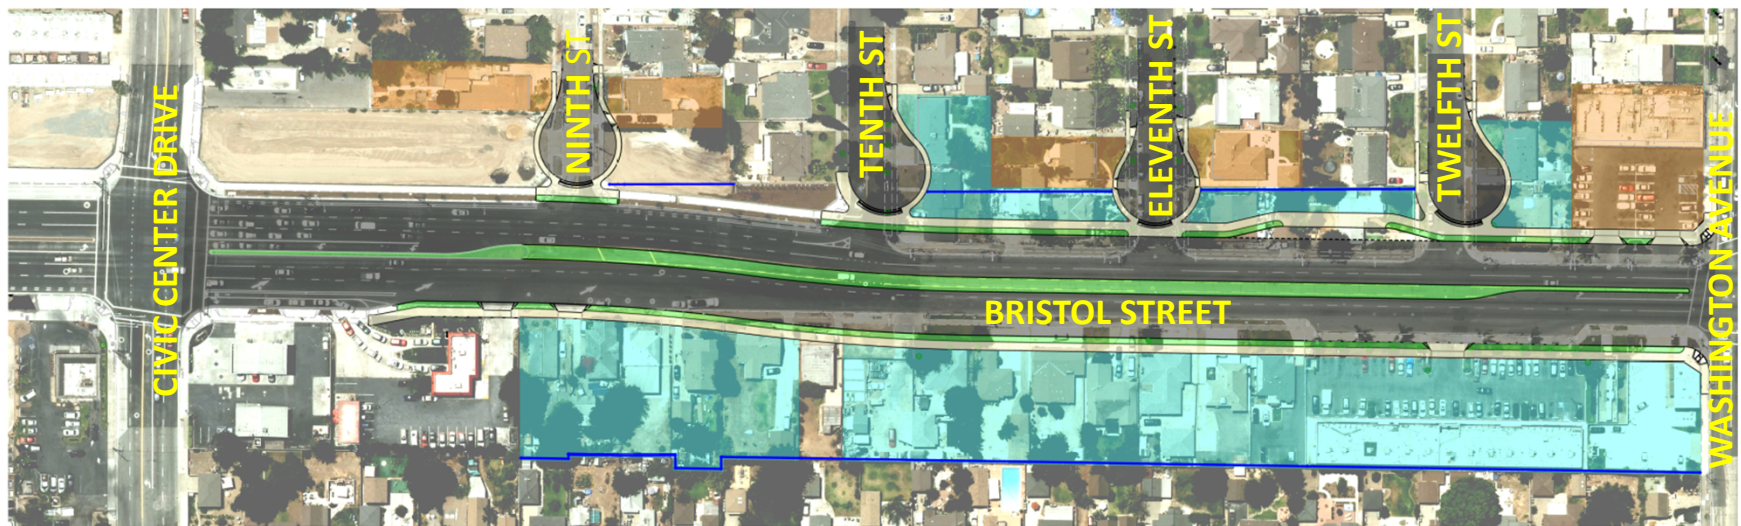 CIVIC CENTER DRIVE
NINTH ST
TENTH ST
ELEVENTH ST
TWELFTH ST
WASHINGTON AVENUE
BRISTOL STREET